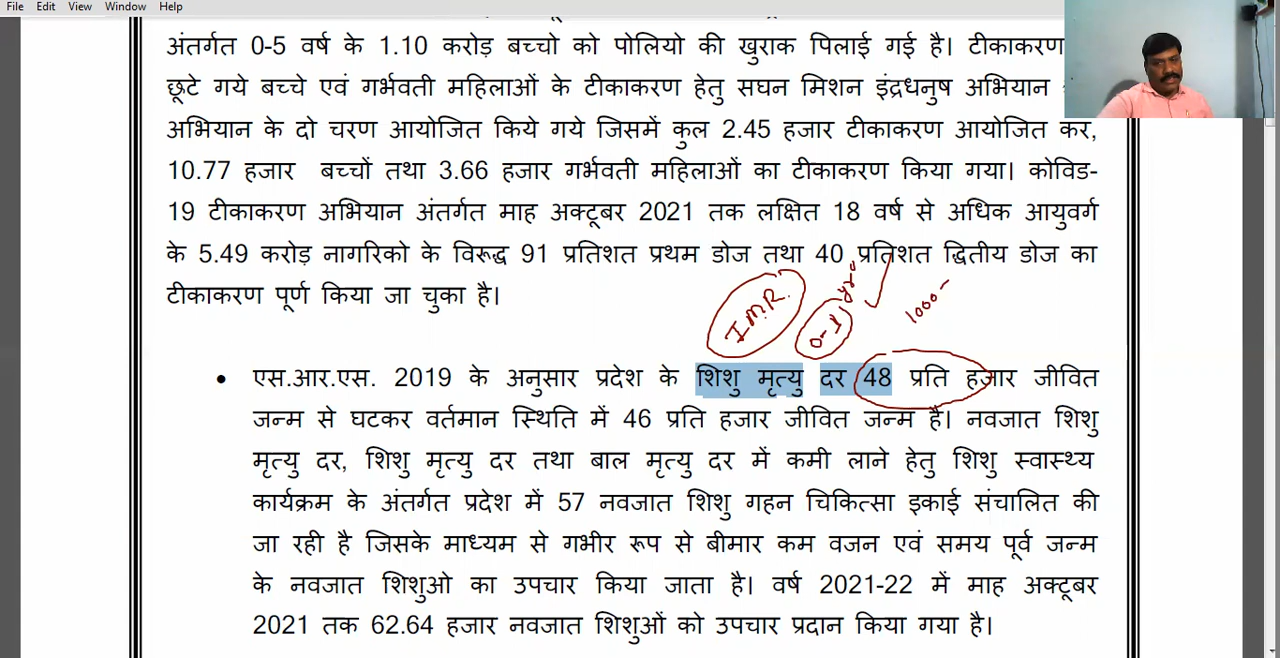 File Edit View Window Help
अंतर्गत 0-5 वर्ष के 1.10 करोड़ बच्चो को पोलियो की खुराक पिलाई गई है। टीकाकरण
छूटे गये बच्चे एवं गर्भवती महिलाओं के टीकाकरण हेतु सघन मिशन इंद्रधनुष अभियान
अभियान के दो चरण आयोजित किये गये जिसमें कुल 2.45 हजार टीकाकरण आयोजित कर,
10.77 हजार बच्चों तथा 3.66 हजार गर्भवती महिलाओं का टीकाकरण किया गया। कोविड-
19 टीकाकरण अभियान अंतर्गत माह अक्टूबर 2021 तक लक्षित 18 वर्ष से अधिक आयुवर्ग
के 5.49 करोड़ नागरिको के विरूद्ध 91 प्रतिशत प्रथम डोज तथा 40 प्रतिशत द्वितीय डोज का
टीकाकरण पूर्ण किया जा चुका है।
I.M.R. 0-1 yrs 1000-
• एस.आर.एस. 2019 के अनुसार प्रदेश के शिशु मृत्यु दर 48 प्रति हजार जीवित
जन्म से घटकर वर्तमान स्थिति में 46 प्रति हजार जीवित जन्म है। नवजात शिशु
मृत्यु दर, शिशु मृत्यु दर तथा बाल मृत्यु दर में कमी लाने हेतु शिशु स्वास्थ्य
कार्यक्रम के अंतर्गत प्रदेश में 57 नवजात शिशु गहन चिकित्सा इकाई संचालित की
जा रही है जिसके माध्यम से गभीर रूप से बीमार कम वजन एवं समय पूर्व जन्म
के नवजात शिशुओ का उपचार किया जाता है। वर्ष 2021-22 में माह अक्टूबर
2021 तक 62.64 हजार नवजात शिशुओं को उपचार प्रदान किया गया है।